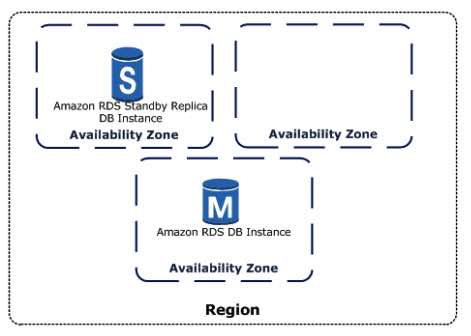 S
Amazon RDS Standby Replica
DB Instance
Availability Zone
Availability Zone
M
Amazon RDS DB Instance
Availability Zone
Region